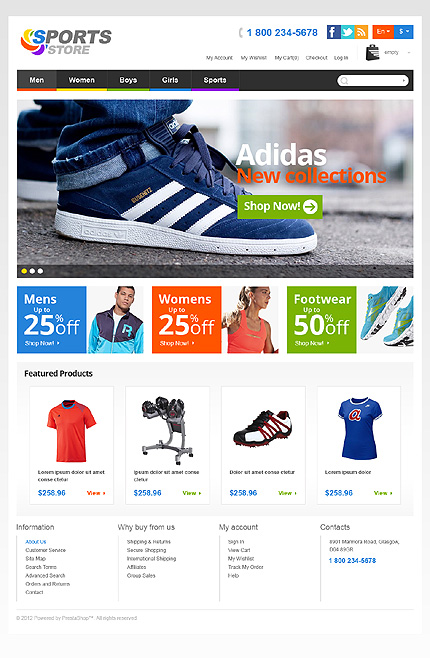 SPORTS
STORE
1 800 234-5678
En
$
My Account My Wishlist My Cart(0) Checkout Log In
empty
Men Women Boys Girls Sports
Adidas
New collections
Shop Now!
Mens
Up to
25% off
Shop Now!
Womens
Up to
25% off
Shop Now!
Footwear
Up to
50% off
Shop Now!
Featured Products
Lorem ipsum dolor sit amet
conse ctetur
$258.96 View
Ipsum dolor sit amet conse
ctetur
$258.96 View
Dolor sit amet conse ctetur
$258.96 View
Lorem ipsum dolor
$258.96 View
Information
About Us
Customer Service
Site Map
Search Terms
Advanced Search
Orders and Returns
Contact
Why buy from us
Shipping & Returns
Secure Shopping
International Shipping
Affiliates
Group Sales
My account
Sign In
View Cart
My Wishlist
Track My Order
Help
Contacts
8901 Marmora Road, Glasgow,
D04 89GR
1 800 234-5678
© 2012 Powered by PrestaShop™. All rights reserved